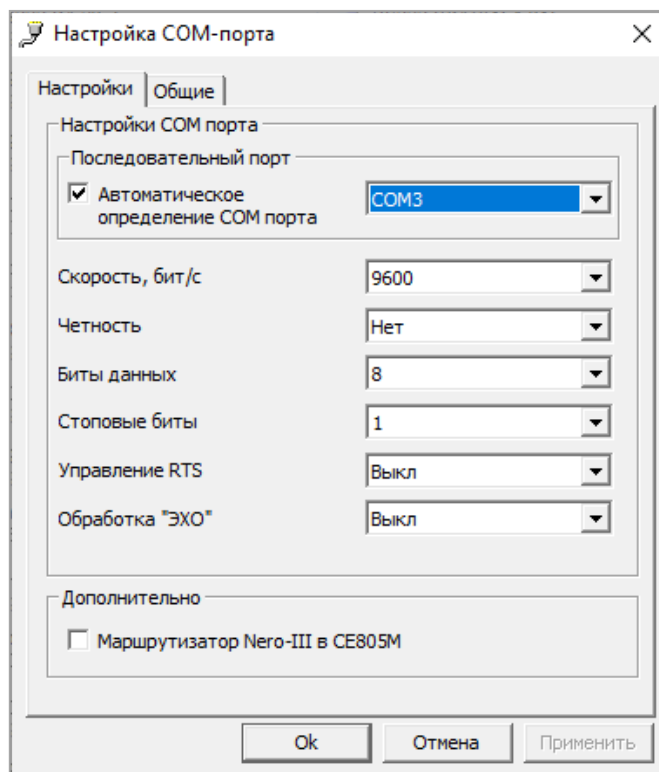 Настройка COM-порта
Настройки Общие
Настройки COM порта
Последовательный порт
Автоматическое
определение COM порта
COM3
Скорость, бит/с 9600
Четность Нет
Биты данных 8
Стоповые биты 1
Управление RTS Выкл
Обработка "ЭХО" Выкл
Дополнительно
Маршрутизатор Nero-III в CE805M
Ok Отмена Применить